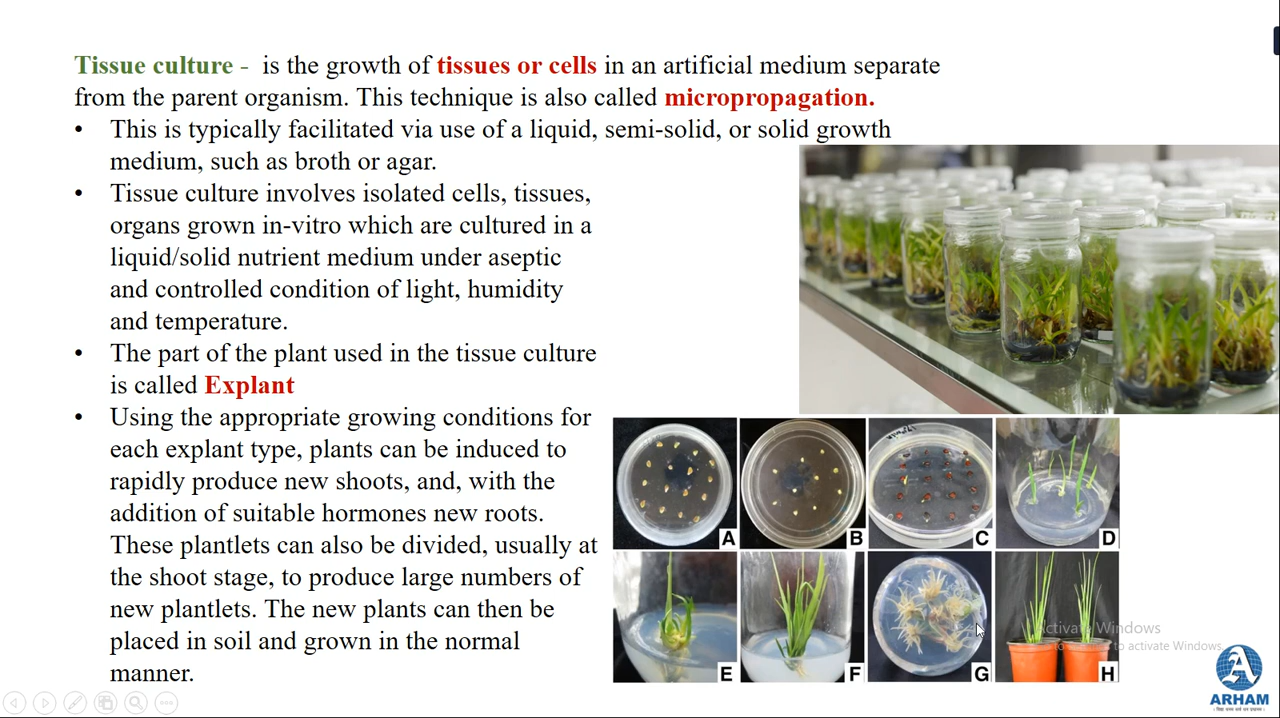 Tissue culture - is the growth of tissues or cells in an artificial medium separate
from the parent organism. This technique is also called micropropagation.
• This is typically facilitated via use of a liquid, semi-solid, or solid growth
medium, such as broth or agar.
• Tissue culture involves isolated cells, tissues,
organs grown in-vitro which are cultured in a
liquid/solid nutrient medium under aseptic
and controlled condition of light, humidity
and temperature.
• The part of the plant used in the tissue culture
is called Explant
• Using the appropriate growing conditions for
each explant type, plants can be induced to
rapidly produce new shoots, and, with the
addition of suitable hormones new roots.
These plantlets can also be divided, usually at
the shoot stage, to produce large numbers of
new plantlets. The new plants can then be
placed in soil and grown in the normal
manner.
A B C D
E F G H
Activate Windows
to activate Windows.
ARHAM